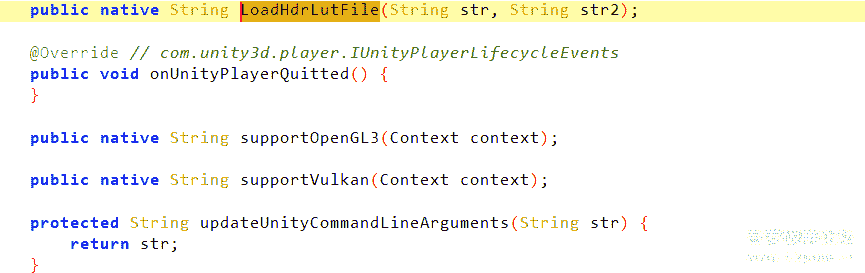 public native String LoadHdrLutFile(String str, String str2);
@Override // com.unity3d.player.IUnityPlayerLifecycleEvents
public void onUnityPlayerQuitted() {
}
public native String supportOpenGL3(Context context);
public native String supportVulkan(Context context);
protected String updateUnityCommandLineArguments(String str) {
return str;
}